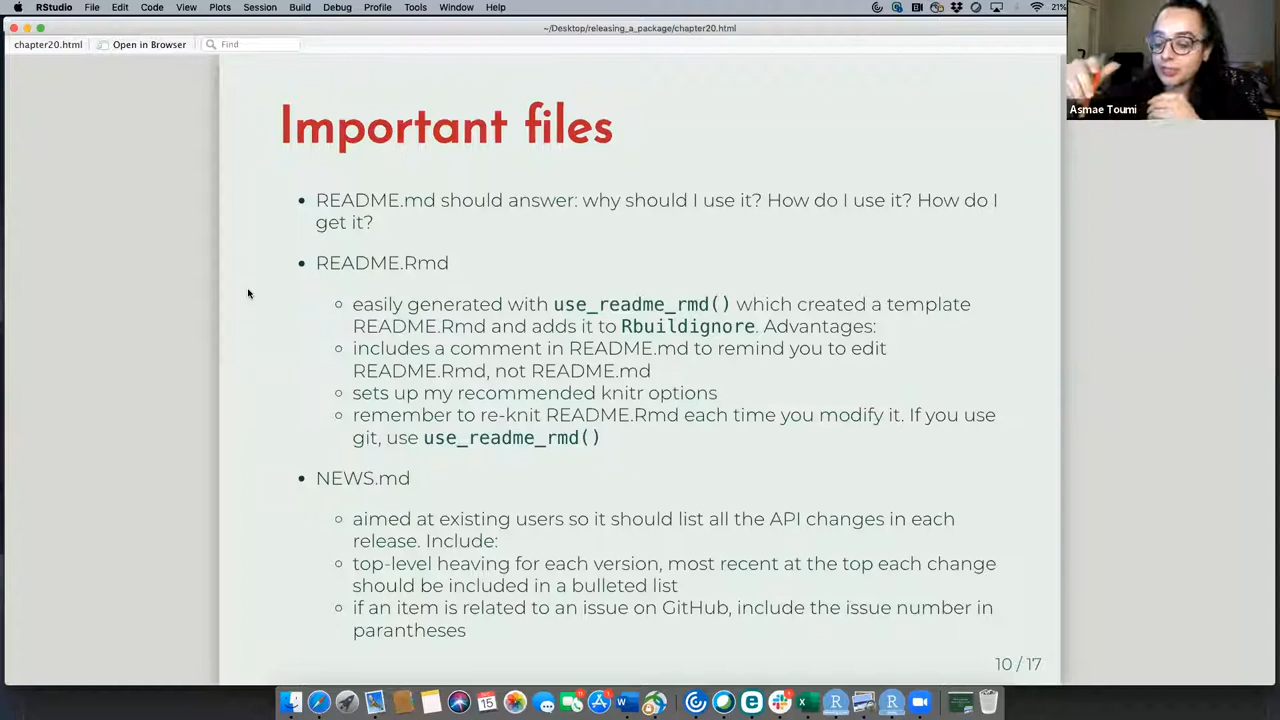 RStudio File Edit Code View Plots Session Build Debug Profile Tools Window Help 21%
~/Desktop/releasing_a_package/chapter20.html
chapter20.html Open in Browser Find
Asmae Toumi
Important files
README.md should answer: why should I use it? How do I use it? How do I
get it?
README.Rmd
easily generated with use_readme_rmd() which created a template
README.Rmd and adds it to Rbuildignore. Advantages:
includes a comment in README.md to remind you to edit
README.Rmd, not README.md
sets up my recommended knitr options
remember to re-knit README.Rmd each time you modify it. If you use
git, use use_readme_rmd()
NEWS.md
aimed at existing users so it should list all the API changes in each
release. Include:
top-level heaving for each version, most recent at the top each change
should be included in a bulleted list
if an item is related to an issue on GitHub, include the issue number in
parantheses
10 / 17